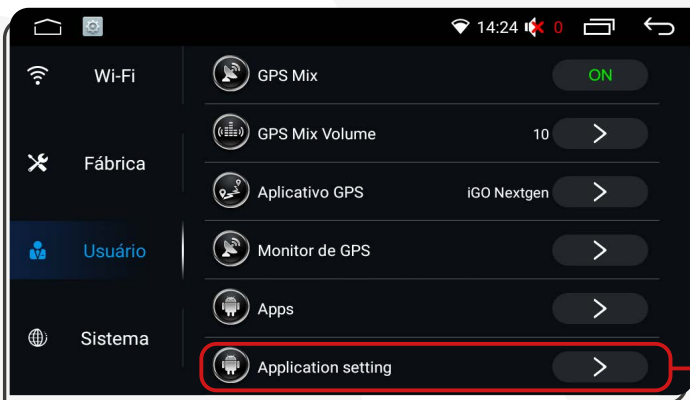 14:24 0
Wi-Fi
GPS Mix ON
GPS Mix Volume 10
Fábrica
Aplicativo GPS iGO Nextgen
Usuário
Monitor de GPS
Apps
Sistema
Application setting